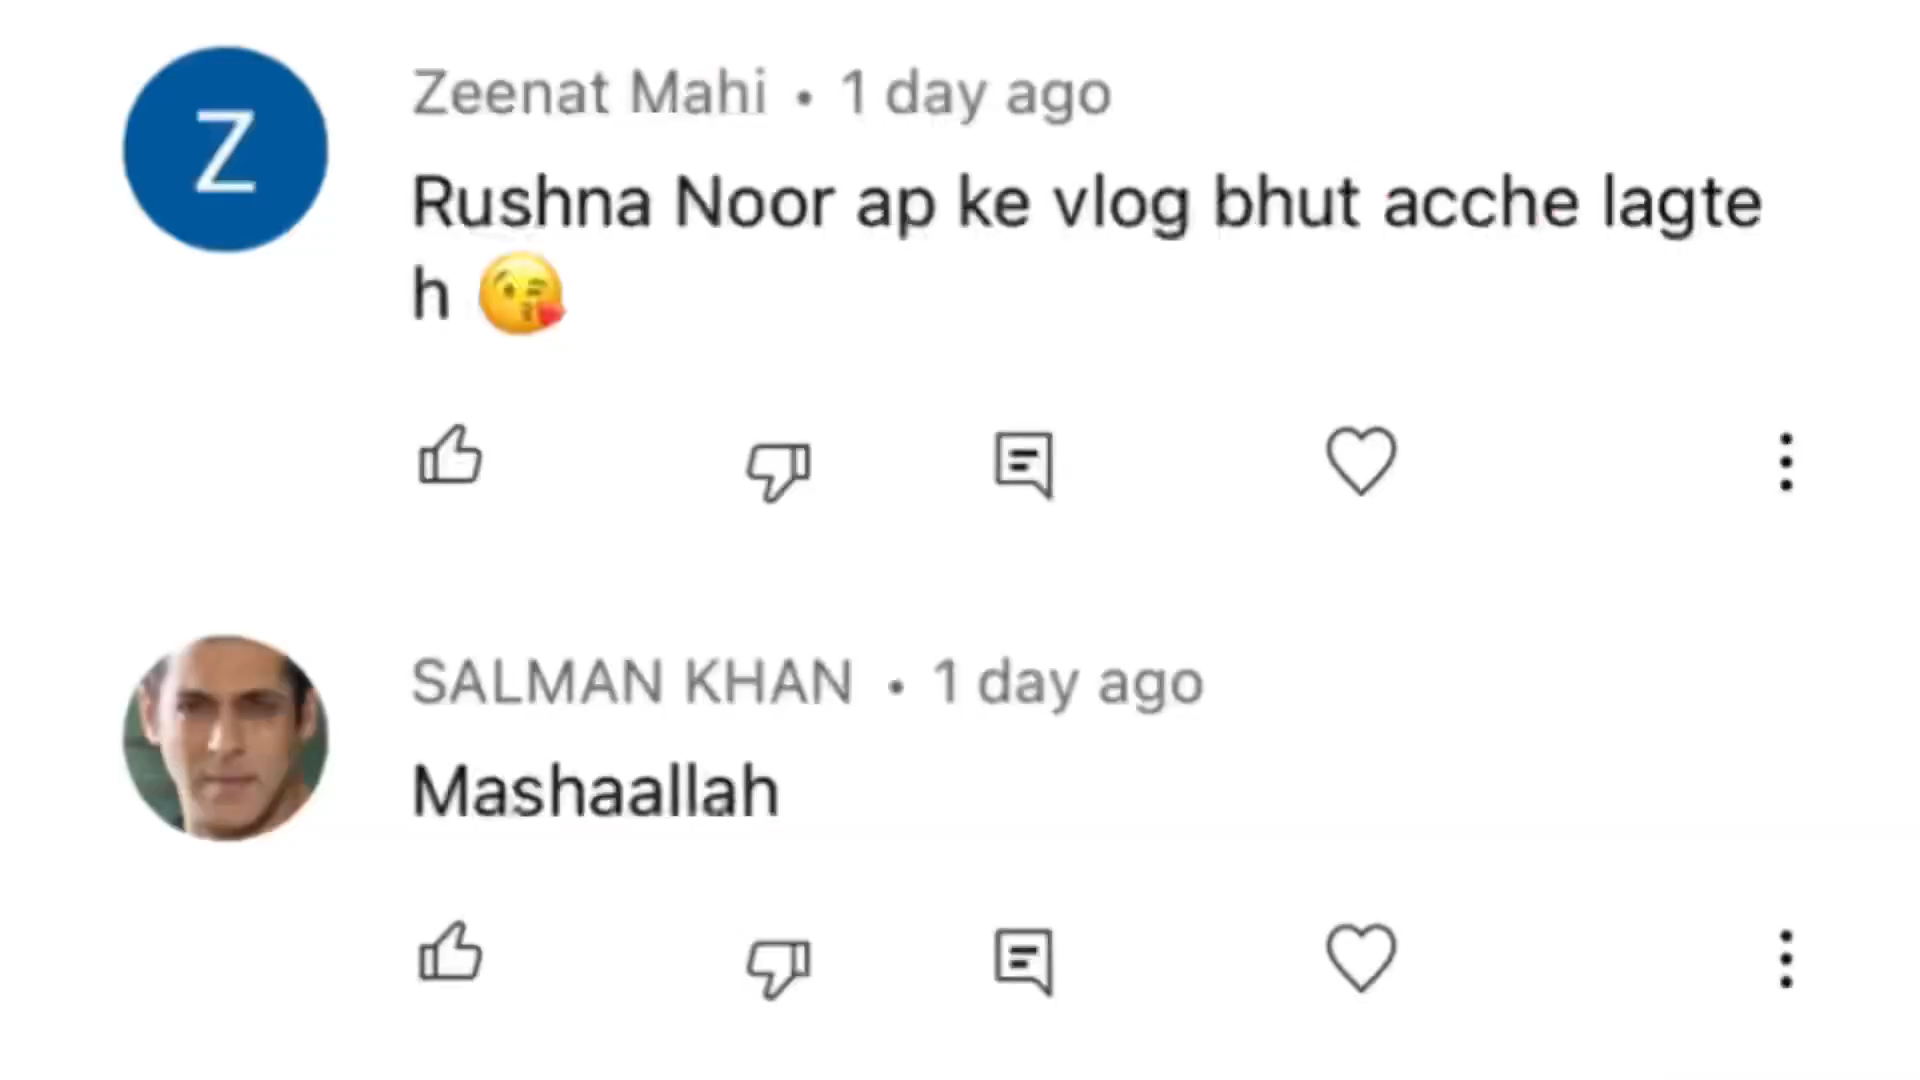 Z
Zeenat Mahi • 1 day ago
Rushna Noor ap ke vlog bhut acche lagte
h 😘
SALMAN KHAN • 1 day ago
Mashaallah